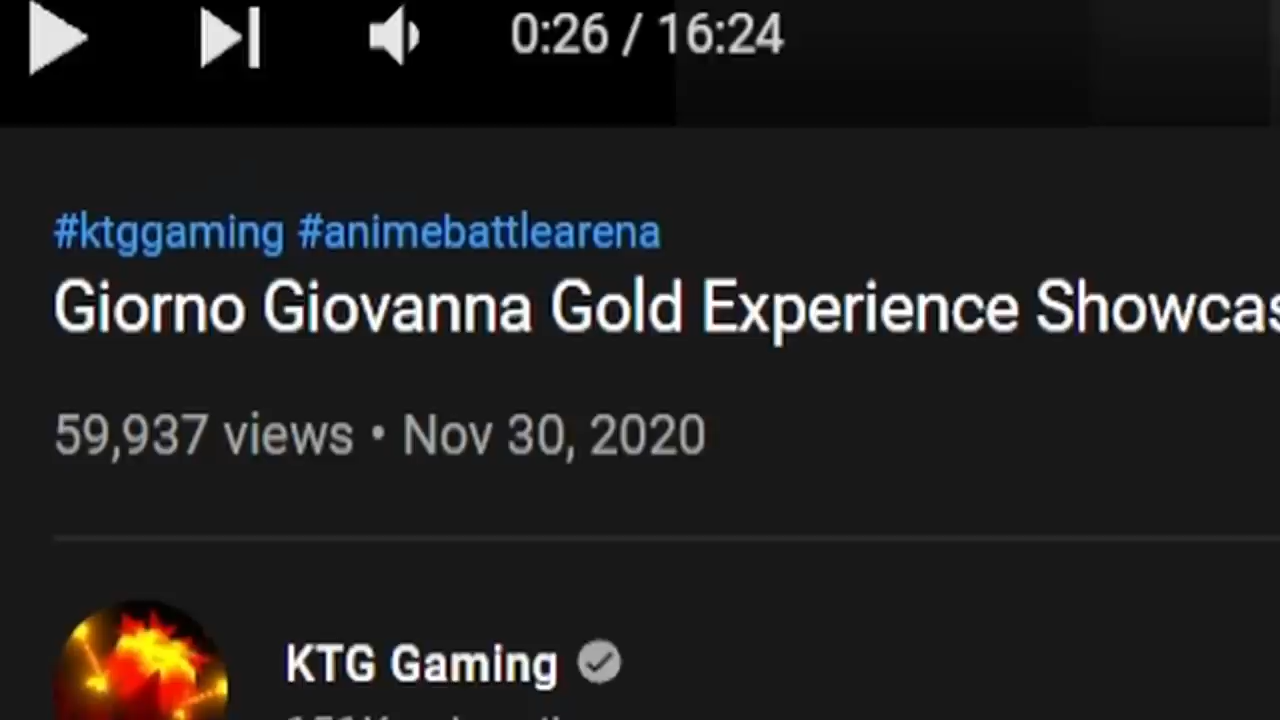 0:26 / 16:24
#ktggaming #animebattlearena
Giorno Giovanna Gold Experience Showcas
59,937 views • Nov 30, 2020
KTG Gaming